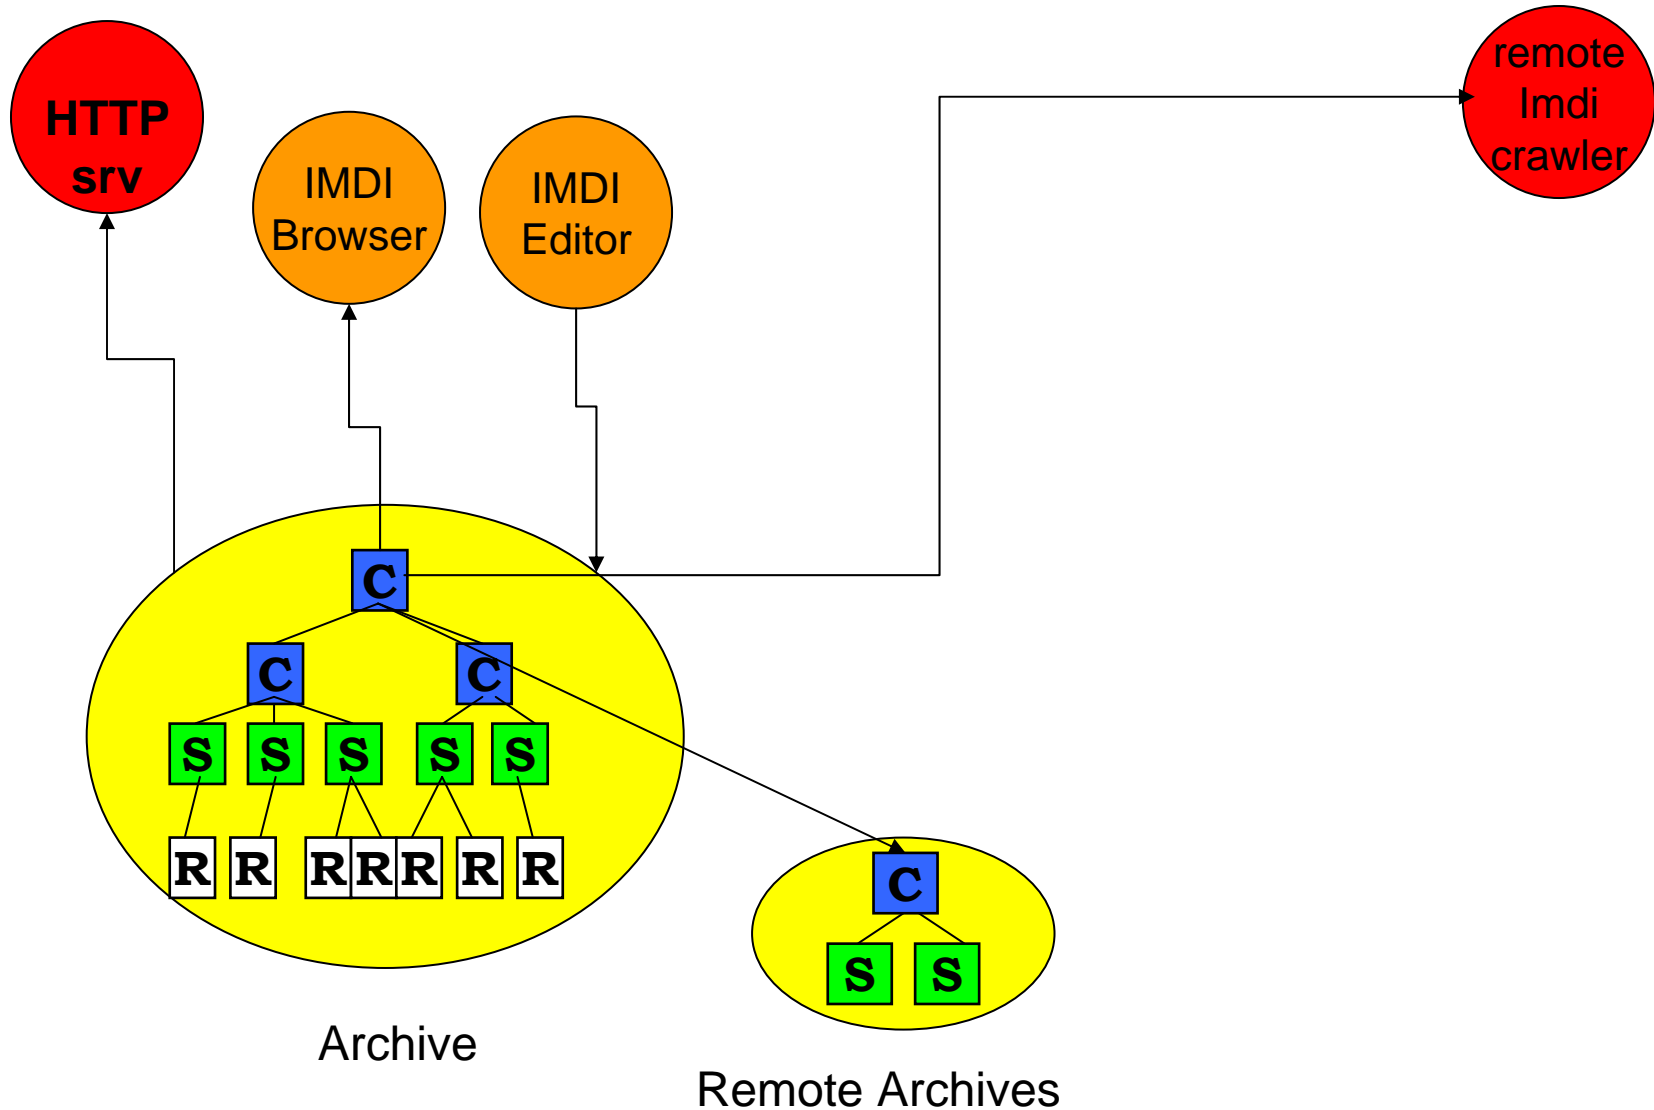 HTTP
srv
IMDI
Browser
IMDI
Editor
remote
Imdi
crawler
C
C C
S S S S S
R R R R R R R
C
S S
Archive
Remote Archives